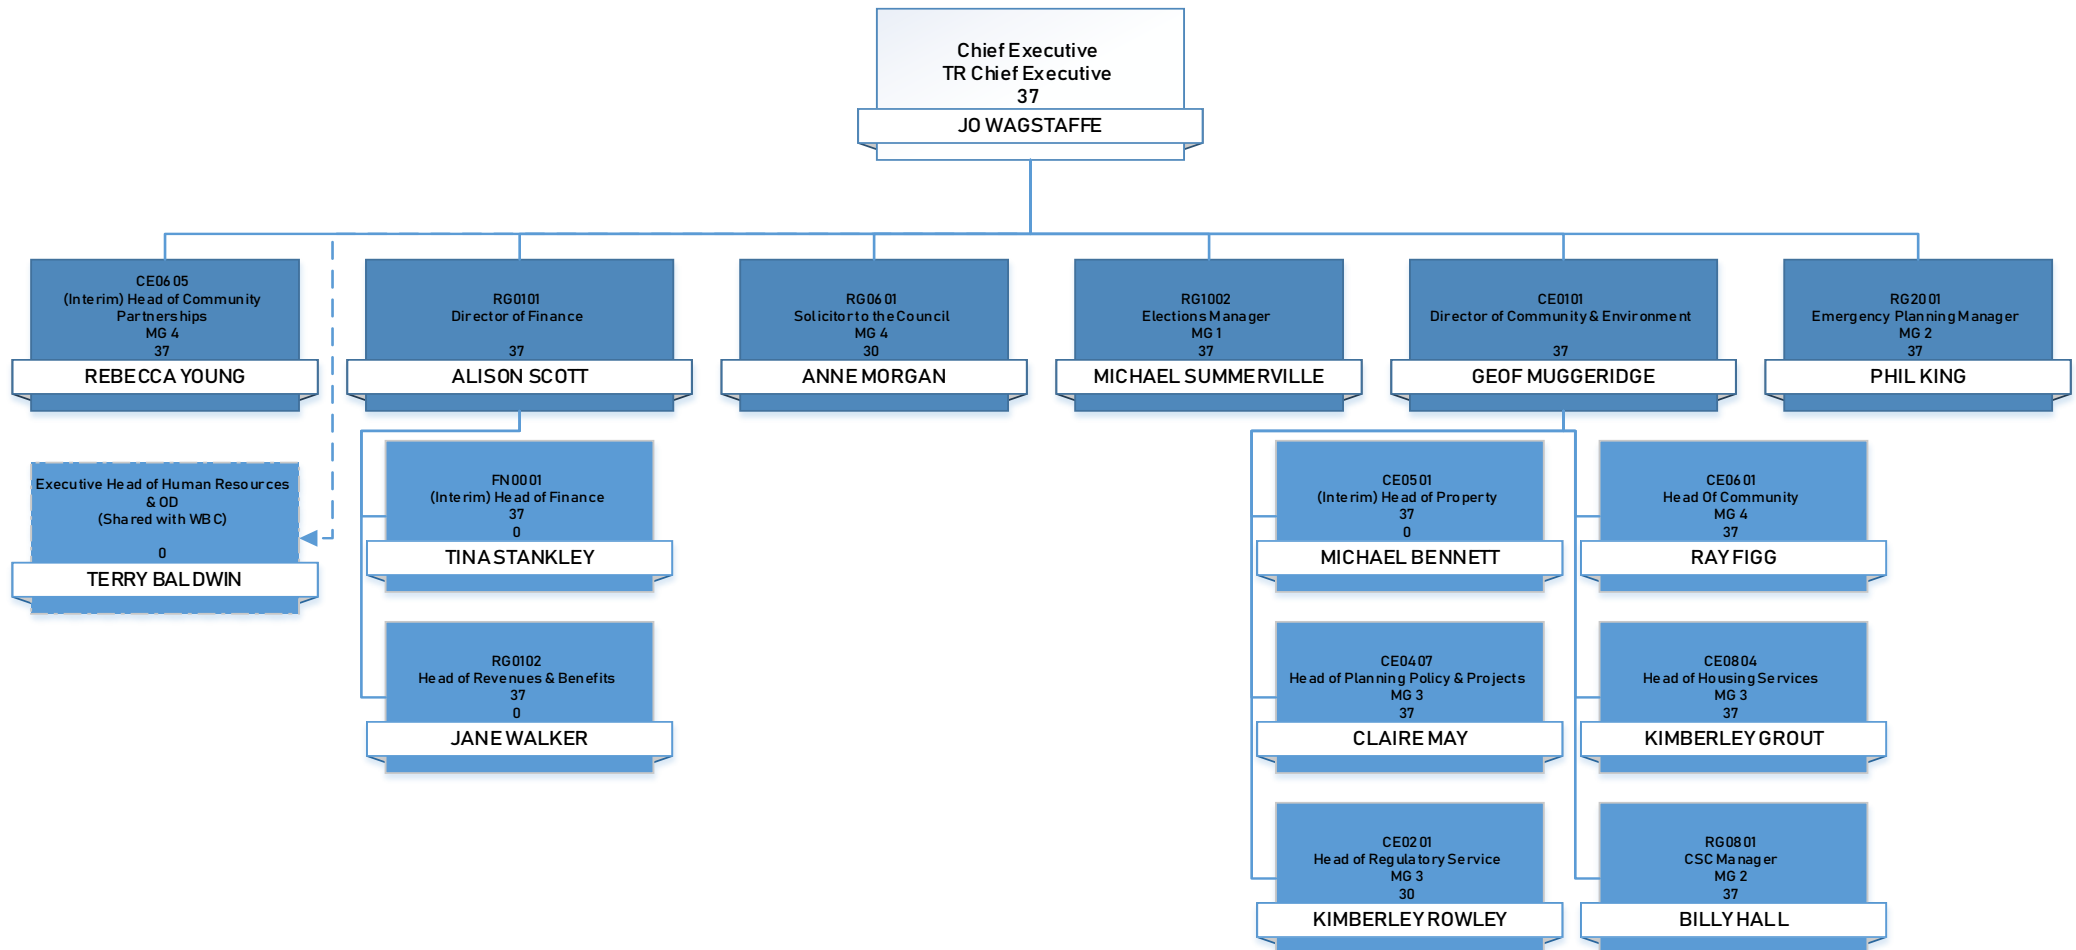 Chief Executive
TR Chief Executive
37
JO WAGSTAFFE
CE0605
(Interim) Head of Community
Partnerships
MG 4
37
REBECCA YOUNG
RG0101
Director of Finance
37
ALISON SCOTT
RG0601
Solicitor to the Council
MG 4
30
ANNE MORGAN
RG1002
Elections Manager
MG 1
37
MICHAEL SUMMERVILLE
CE0101
Director of Community & Environment
37
GEOF MUGGERIDGE
RG2001
Emergency Planning Manager
MG 2
37
PHIL KING
Executive Head of Human Resources
& OD
(Shared with WBC)
0
TERRY BALDWIN
FN0001
(Interim) Head of Finance
37
0
TINA STANKLEY
RG0102
Head of Revenues & Benefits
37
0
JANE WALKER
CE0501
(Interim) Head of Property
37
0
MICHAEL BENNETT
CE0601
Head Of Community
MG 4
37
RAY FIGG
CE0407
Head of Planning Policy & Projects
MG 3
37
CLAIRE MAY
CE0804
Head of Housing Services
MG 3
37
KIMBERLEY GROUT
CE0201
Head of Regulatory Service
MG 3
30
KIMBERLEY ROWLEY
RG0801
CSC Manager
MG 2
37
BILLY HALL